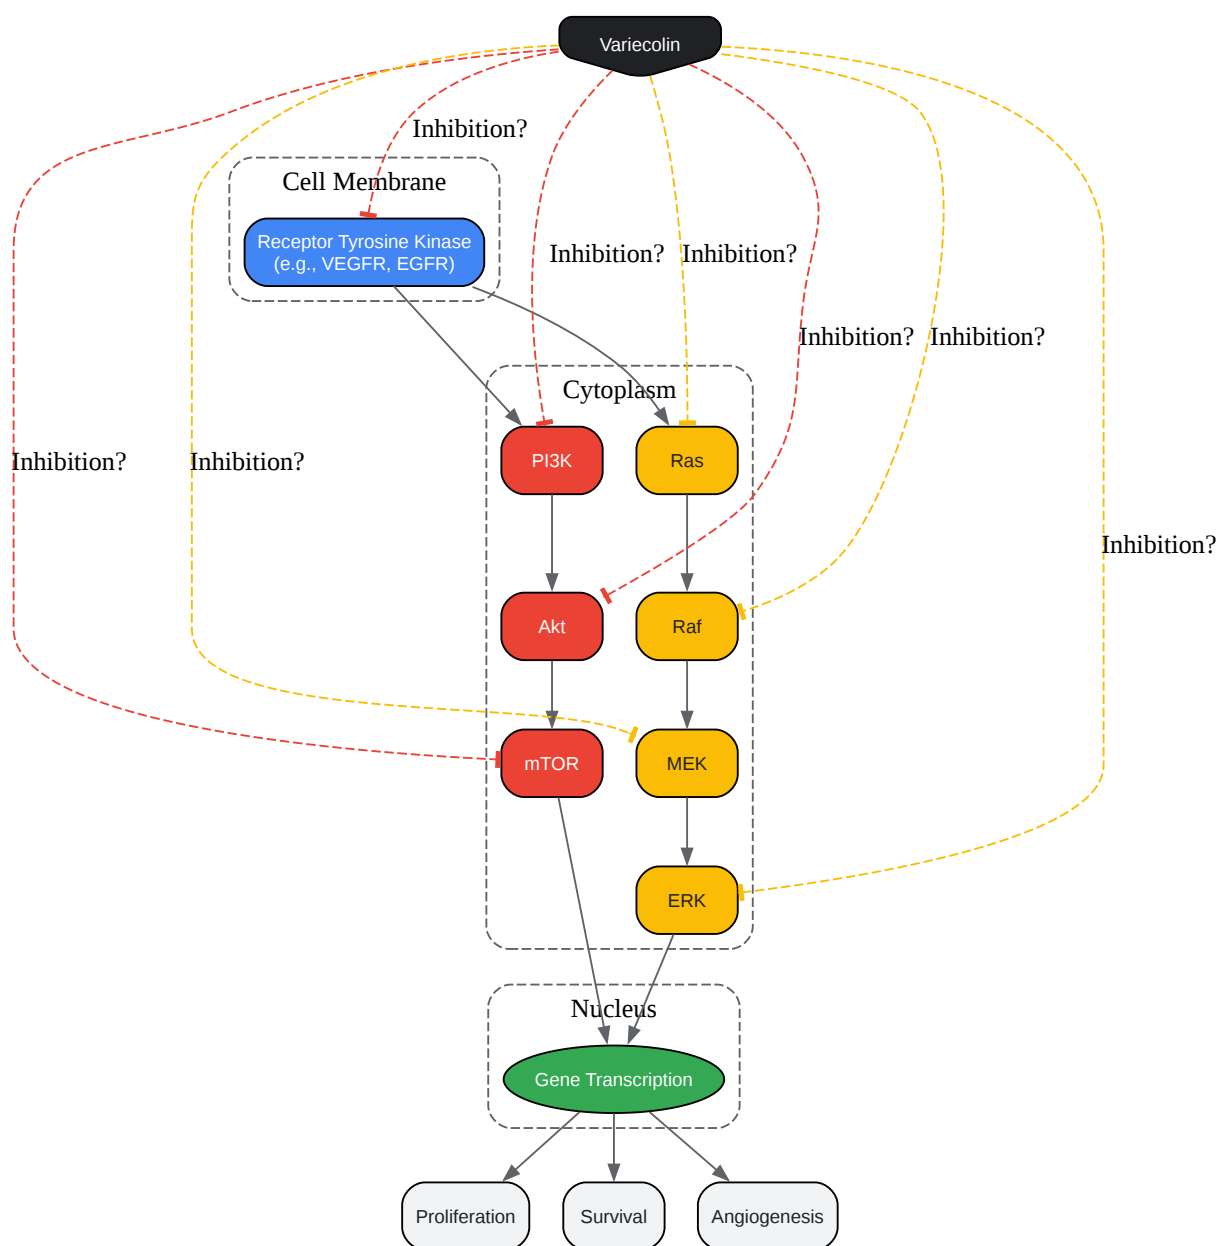 Variecolin
Inhibition?
Cell Membrane
Receptor Tyrosine Kinase
(e.g., VEGFR, EGFR)
Inhibition?
Inhibition?
Inhibition?
Inhibition?
Cytoplasm
PI3K
Ras
Inhibition?
Inhibition?
Inhibition?
Akt
Raf
mTOR
MEK
ERK
Nucleus
Gene Transcription
Proliferation
Survival
Angiogenesis